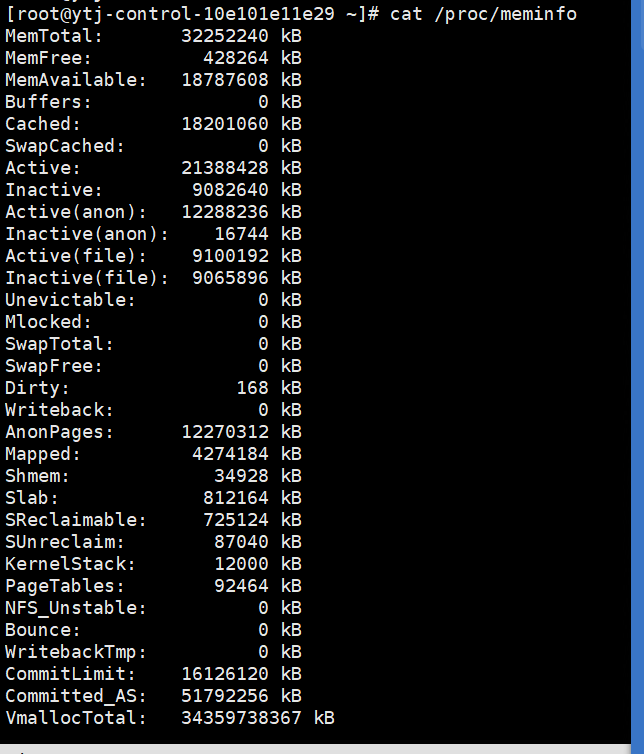 [root@ytj-control-10e101e11e29 ~]# cat /proc/meminfo
MemTotal:       32252240 kB
MemFree:          428264 kB
MemAvailable:   18787608 kB
Buffers:               0 kB
Cached:         18201060 kB
SwapCached:            0 kB
Active:         21388428 kB
Inactive:        9082640 kB
Active(anon):   12288236 kB
Inactive(anon):    16744 kB
Active(file):    9100192 kB
Inactive(file):  9065896 kB
Unevictable:           0 kB
Mlocked:               0 kB
SwapTotal:             0 kB
SwapFree:              0 kB
Dirty:               168 kB
Writeback:             0 kB
AnonPages:      12270312 kB
Mapped:          4274184 kB
Shmem:             34928 kB
Slab:             812164 kB
SReclaimable:     725124 kB
SUnreclaim:        87040 kB
KernelStack:       12000 kB
PageTables:        92464 kB
NFS_Unstable:          0 kB
Bounce:                0 kB
WritebackTmp:          0 kB
CommitLimit:    16126120 kB
Committed_AS:   51792256 kB
VmallocTotal:   34359738367 kB